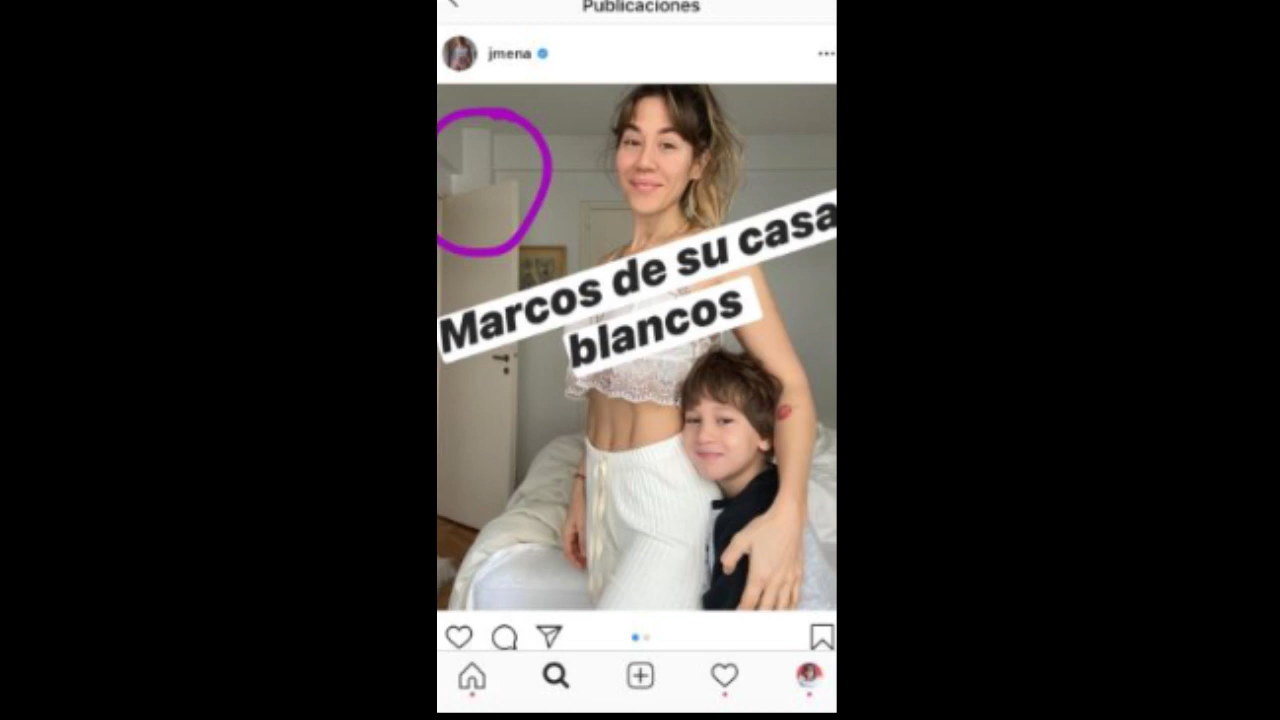 Publicaciones
jmena
Marcos de su casa
blancos